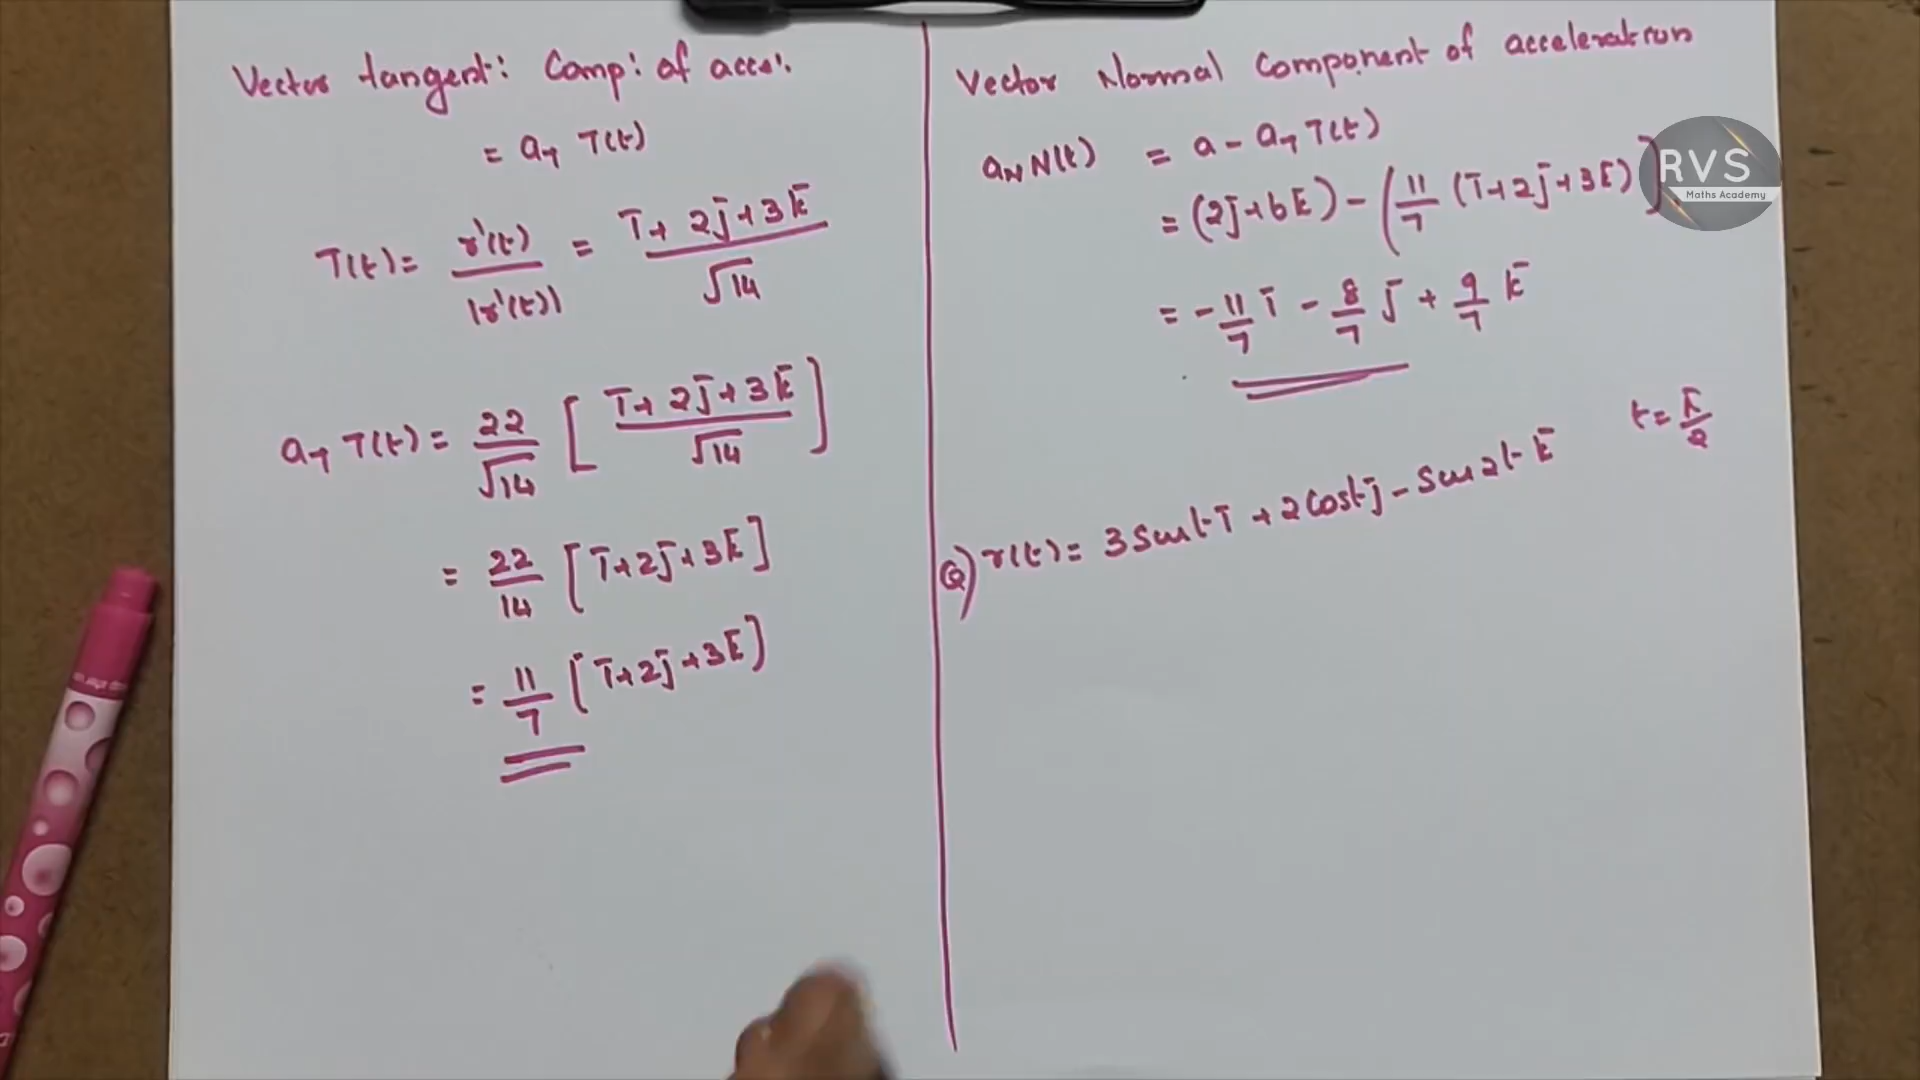 Vector tangent: Comp: of acce:.
= a_T T(t)
T(t) = r'(t) / |r'(t)| = (i̅ + 2j̅ + 3k̅) / √14
a_T T(t) = 22/√14 [(i̅ + 2j̅ + 3k̅) / √14]
= 22/14 [i̅ + 2j̅ + 3k̅]
= 11/7 [i̅ + 2j̅ + 3k̅]
Vector Normal Component of acceleration
a_N N(t) = a - a_T T(t)
= (2j̅ + 6k̅) - (11/7 (i̅ + 2j̅ + 3k̅)]
= -11/7 i̅ - 8/7 j̅ + 9/7 k̅
Q) r(t) = 3 sin t i̅ + 2 cost j̅ - sin 2t k̅ t = π/2
RVS
Maths Academy